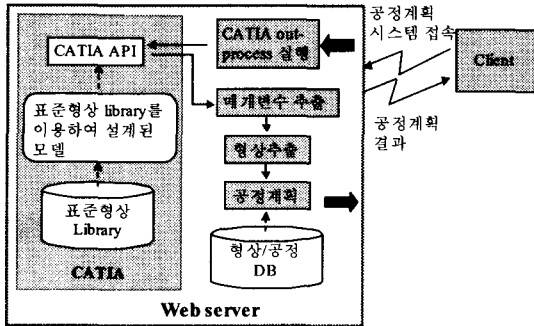 CATIA API
CATIA out-
process 실행
공정계획
시스템 접속
Client
표준형상 library를
이용하여 설계된
모델
매개변수 추출
형상추출
공정계획
공정계획
결과
표준형상
Library
형상/공정
DB
CATIA
Web server